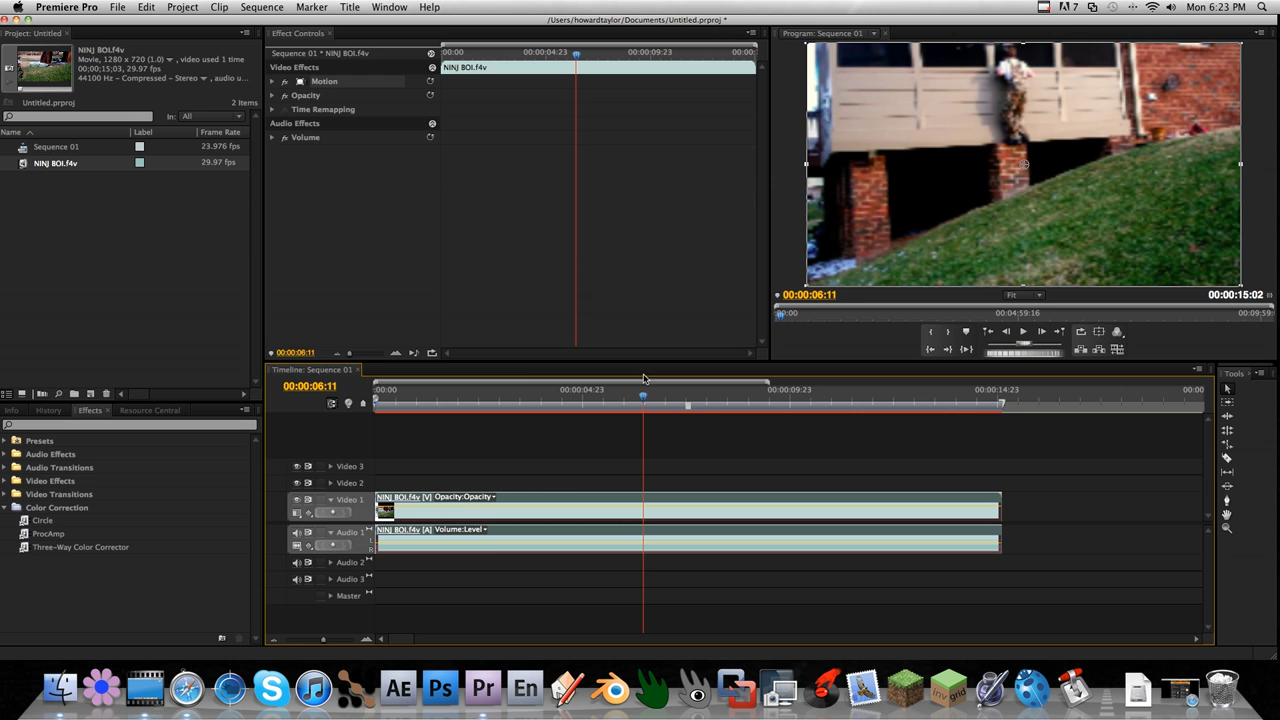 Premiere Pro File Edit Project Clip Sequence Marker Title Window Help 7 Mon 6:23 PM
/Users/howardtaylor/Documents/Untitled.prproj *
Project: Untitled
NINJ BOI.f4v
Movie, 1280 x 720 (1.0) , video used 1 time
00:00:15;03, 29.97 fps
44100 Hz - Compressed - Stereo , audio u...
Untitled.prproj 2 Items
In: All
Name Label Frame Rate
Sequence 01 23.976 fps
NINJ BOI.f4v 29.97 fps
Info History Effects Resource Central
Presets
Audio Effects
Audio Transitions
Video Effects
Video Transitions
Color Correction
Circle
ProcAmp
Three-Way Color Corrector
Effect Controls
Sequence 01 * NINJ BOI.f4v
:00:00 00:00:04:23 00:00:09:23 00:00:
Video Effects NINJ BOI.f4v
Motion
Opacity
Time Remapping
Audio Effects
Volume
00:00:06:11
Program: Sequence 01
00:00:06:11 Fit 00:00:15:02
:00:00 00:04:59:16 00:09:59:
Timeline: Sequence 01
00:00:06:11 :00:00 00:00:04:23 00:00:09:23 00:00:14:23 00:00
Video 3
Video 2
Video 1 NINJ BOI.f4v [V] Opacity:Opacity
Audio 1 NINJ BOI.f4v [A] Volume:Level
L
R
Audio 2
Audio 3
Master
Tools
AE Ps Pr En
inv grid